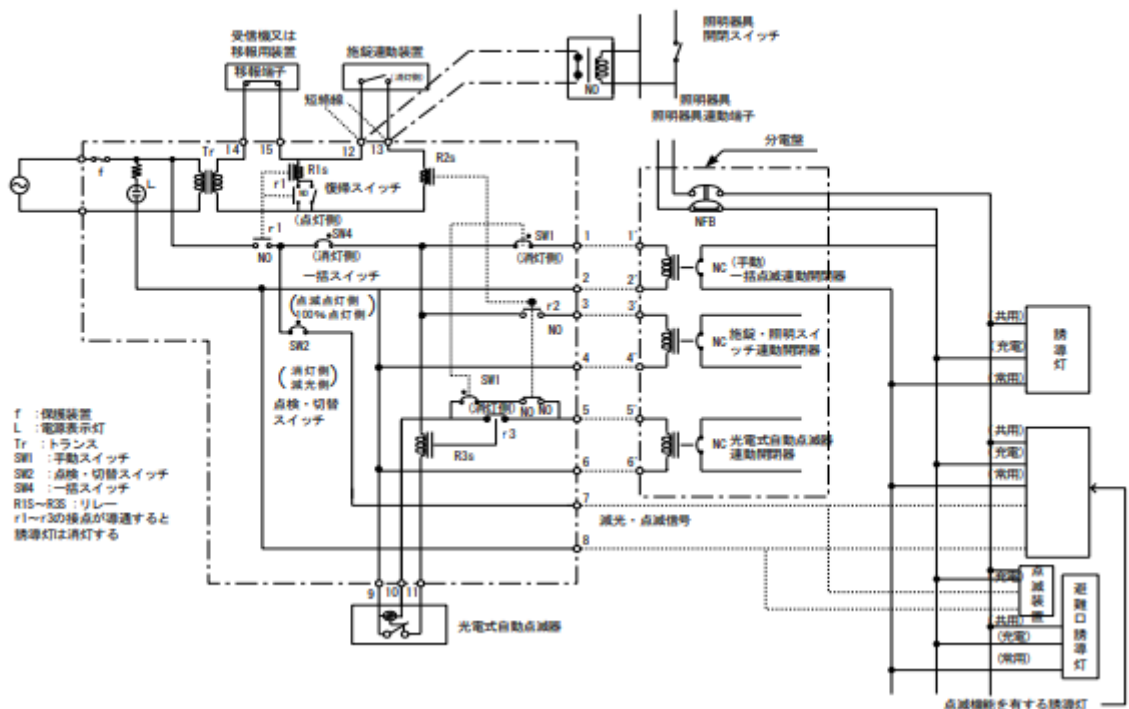 受信機又は
移報用装置
移報端子
施錠連動装置
(消灯側)
短絡線
NO
照明器具
開閉スイッチ
照明器具
照明器具連動端子
分電盤
14
15
12
13
Tr
f
L
R1s
r1
NO
復帰スイッチ
(点灯側)
R2s
NFB
r1
NO
SW4
(消灯側)
一括スイッチ
SW1
(消灯側)
1
1'
NC
(手動)
一括点滅連動開閉器
2
2'
点滅点灯側
100%点灯側
SW2
r2
NO
3
3'
NC
施錠・照明スイ
ッチ連動開閉器
4
4'
消灯側
減光側
点検・切替
スイッチ
SW1
(消灯側)
NO
NO
r3
R3s
5
5'
NC
光電式自動点滅器
連動開閉器
6
6'
7
減光・点滅信号
8
9
10
11
光電式自動点滅器
(共用)
(充電)
(常用)
誘導灯
(共用)
(充電)
(常用)
(充電)
点滅装置
共用)
(充電)
(常用)
避難口誘導灯
点滅機能を有する誘導灯
f :保護装置
L :電源表示灯
Tr :トランス
SW1 :手動スイッチ
SW2 :点検・切替スイッチ
SW4 :一括スイッチ
R1S~R3S :リレー
r1~r3の接点が導通すると
誘導灯は消灯する